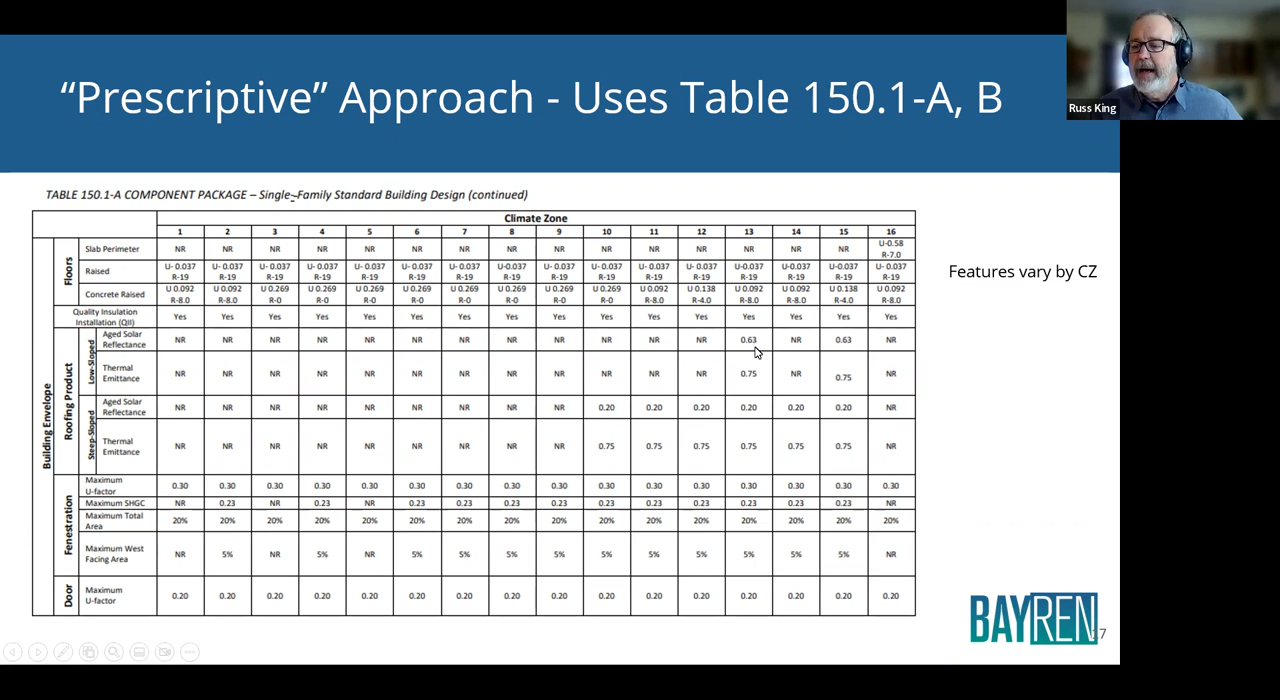 “Prescriptive” Approach - Uses Table 150.1-A, B
Russ King
TABLE 150.1-A COMPONENT PACKAGE – Single-Family Standard Building Design (continued)
Climate Zone
1 2 3 4 5 6 7 8 9 10 11 12 13 14 15 16
Building Envelope
Floors
Slab Perimeter NR NR NR NR NR NR NR NR NR NR NR NR NR NR NR U-0.58 R-7.0
Raised U- 0.037 R-19 U- 0.037 R-19 U- 0.037 R-19 U- 0.037 R-19 U- 0.037 R-19 U- 0.037 R-19 U- 0.037 R-19 U-0.037 R-19 U- 0.037 R-19 U- 0.037 R-19 U- 0.037 R-19 U- 0.037 R-19 U-0.037 R-19 U-0.037 R-19 U-0.037 R-19 U- 0.037 R-19
Concrete Raised U 0.092 R-8.0 U 0.092 R-8.0 U 0.269 R-0 U 0.269 R-0 U 0.269 R-0 U 0.269 R-0 U 0.269 R-0 U 0.269 R-0 U 0.269 R-0 U 0.269 R-0 U 0.092 R-8.0 U 0.138 R-4.0 U 0.092 R-8.0 U 0.092 R-8.0 U 0.138 R-4.0 U 0.092 R-8.0
Quality Insulation Installation (QII) Yes Yes Yes Yes Yes Yes Yes Yes Yes Yes Yes Yes Yes Yes Yes Yes
Roofing Product
Low-Sloped
Aged Solar Reflectance NR NR NR NR NR NR NR NR NR NR NR NR 0.63 NR 0.63 NR
Thermal Emittance NR NR NR NR NR NR NR NR NR NR NR NR 0.75 NR 0.75 NR
Steep-Sloped
Aged Solar Reflectance NR NR NR NR NR NR NR NR NR 0.20 0.20 0.20 0.20 0.20 0.20 NR
Thermal Emittance NR NR NR NR NR NR NR NR NR 0.75 0.75 0.75 0.75 0.75 0.75 NR
Fenestration
Maximum U-factor 0.30 0.30 0.30 0.30 0.30 0.30 0.30 0.30 0.30 0.30 0.30 0.30 0.30 0.30 0.30 0.30
Maximum SHGC NR 0.23 NR 0.23 NR 0.23 0.23 0.23 0.23 0.23 0.23 0.23 0.23 0.23 0.23 NR
Maximum Total Area 20% 20% 20% 20% 20% 20% 20% 20% 20% 20% 20% 20% 20% 20% 20% 20%
Maximum West Facing Area NR 5% NR 5% NR 5% 5% 5% 5% 5% 5% 5% 5% 5% 5% NR
Door
Maximum U-factor 0.20 0.20 0.20 0.20 0.20 0.20 0.20 0.20 0.20 0.20 0.20 0.20 0.20 0.20 0.20 0.20
Features vary by CZ
BAYREN
17